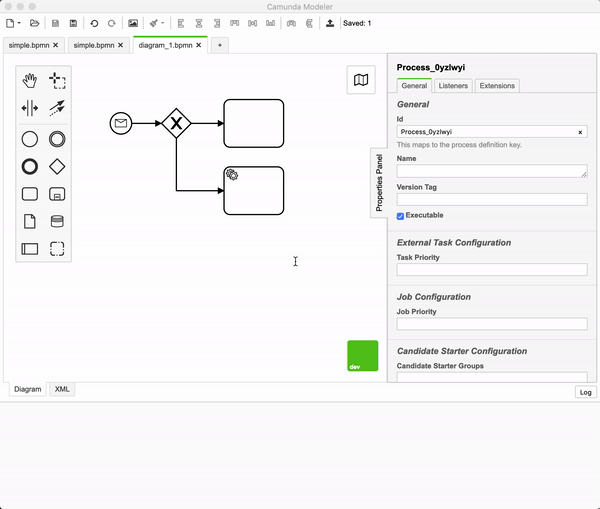 Camunda Modeler
Saved: 1
simple.bpmn × simple.bpmn × diagram_1.bpmn × +
Process_0yzlwyi
General Listeners Extensions
General
Id
Process_0yzlwyi ×
This maps to the process definition key.
Name
Version Tag
Executable
External Task Configuration
Task Priority
Job Configuration
Job Priority
Candidate Starter Configuration
Candidate Starter Groups
Properties Panel
X
dev
Diagram XML
Log